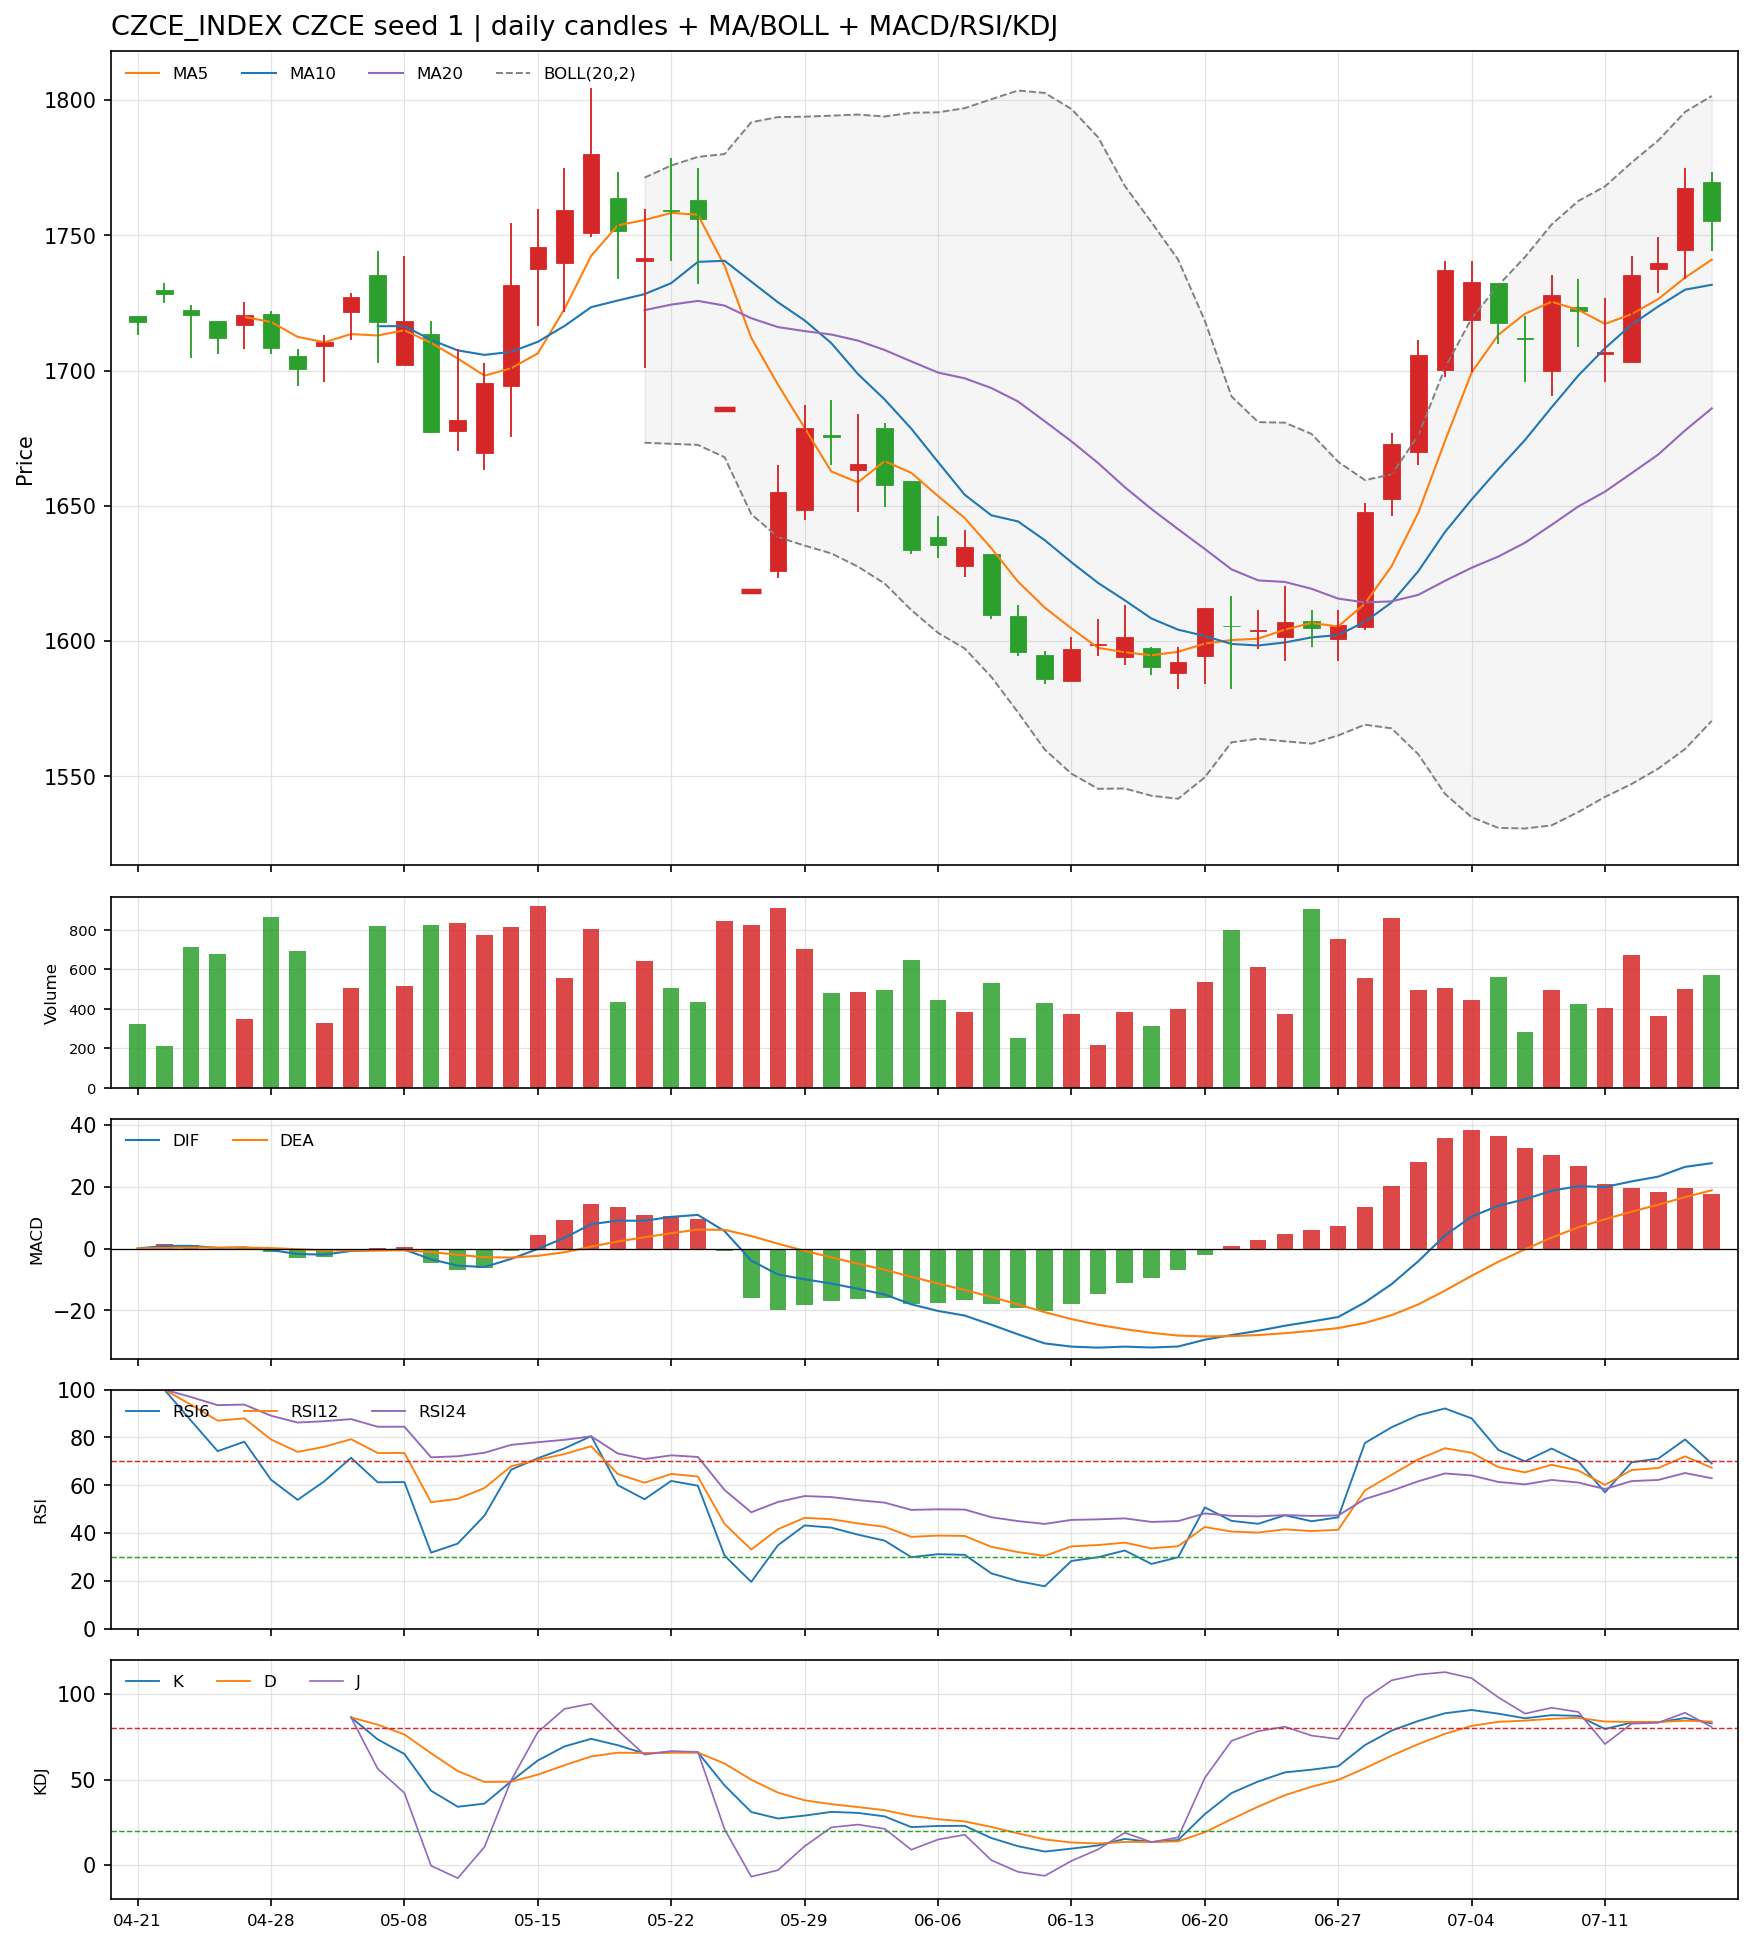 CZCE_INDEX CZCE seed 1 | daily candles + MA/BOLL + MACD/RSI/KDJ
MA5 MA10 MA20 BOLL(20,2)
1800
1750
1700
1650
1600
1550
Price
800
600
400
200
0
Volume
DIF DEA
40
20
0
−20
MACD
RSI6 RSI12 RSI24
100
80
60
40
20
0
RSI
K D J
100
50
0
KDJ
04-21 04-28 05-08 05-15 05-22 05-29 06-06 06-13 06-20 06-27 07-04 07-11